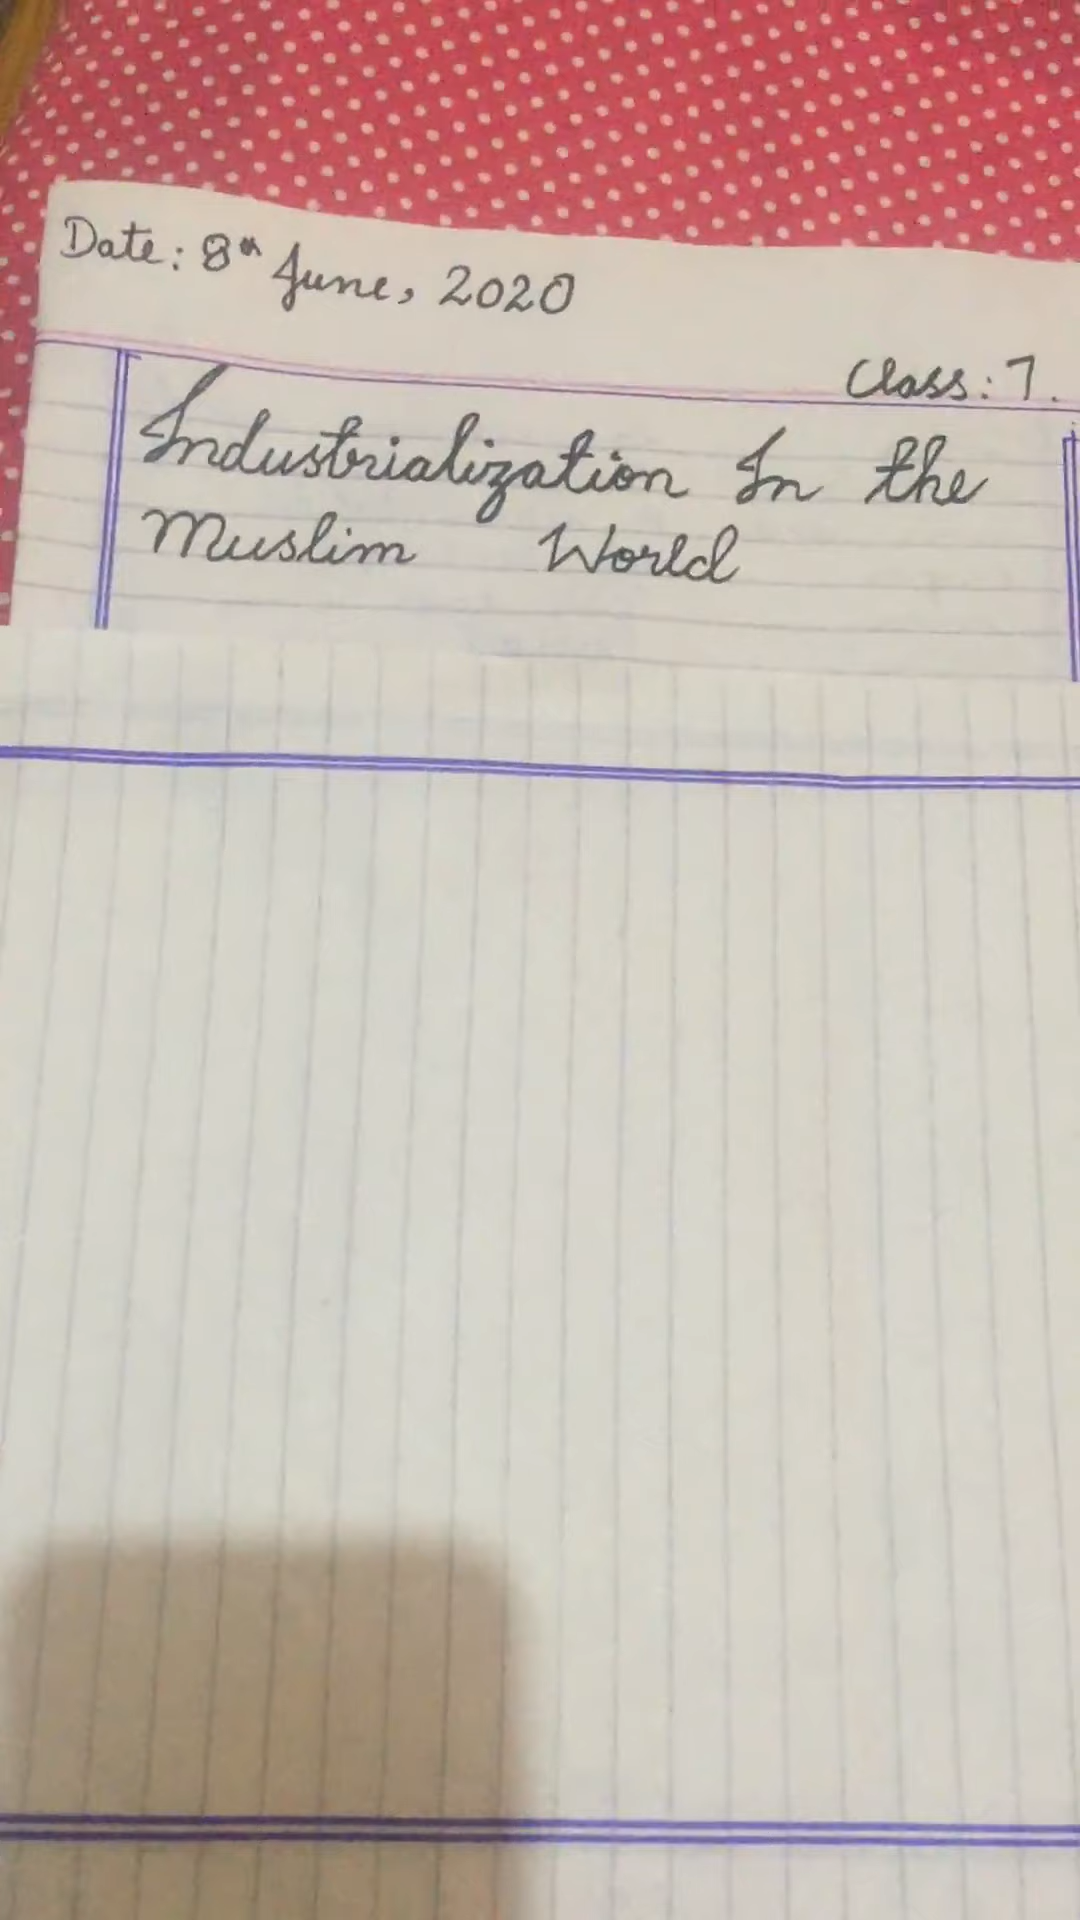 Date: 8th June, 2020
Class: 7.
Industrialization In the
Muslim World